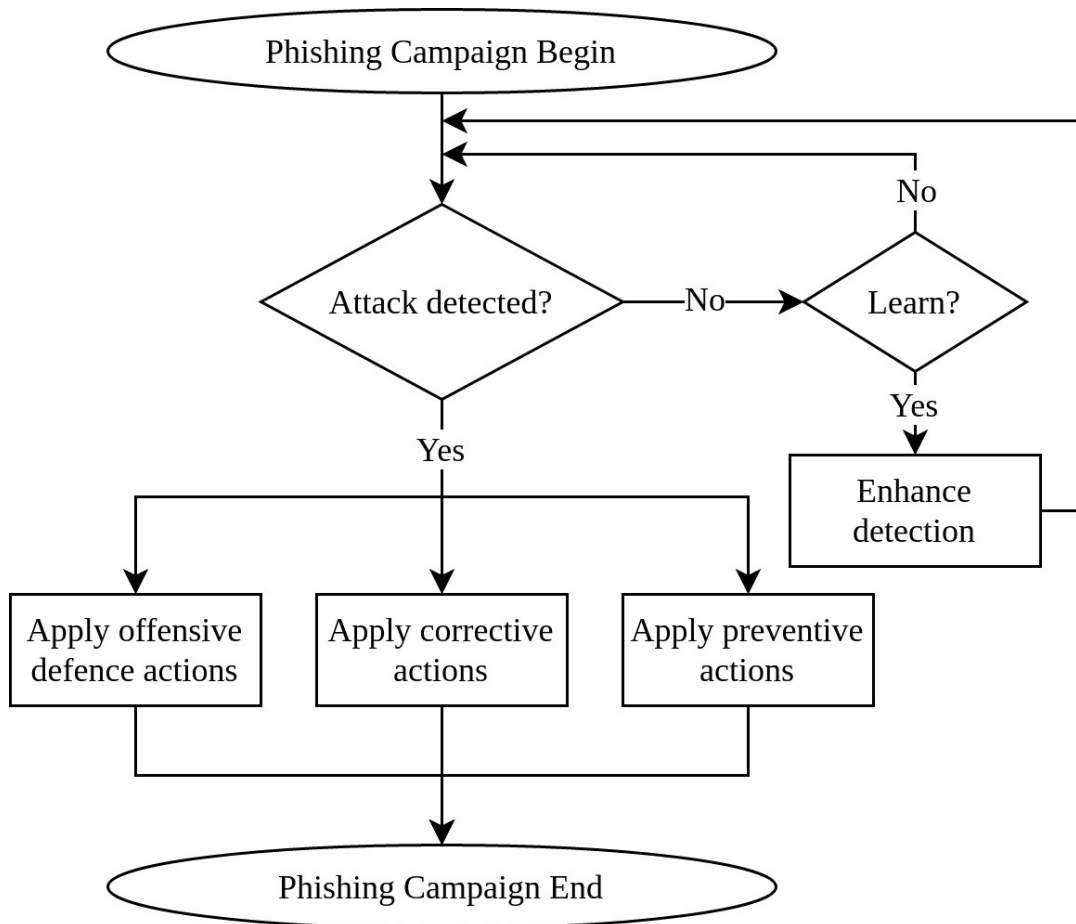 Phishing Campaign Begin
No
Attack detected?
No
Learn?
Yes
Yes
Enhance
detection
Apply offensive
defence actions
Apply corrective
actions
Apply preventive
actions
Phishing Campaign End